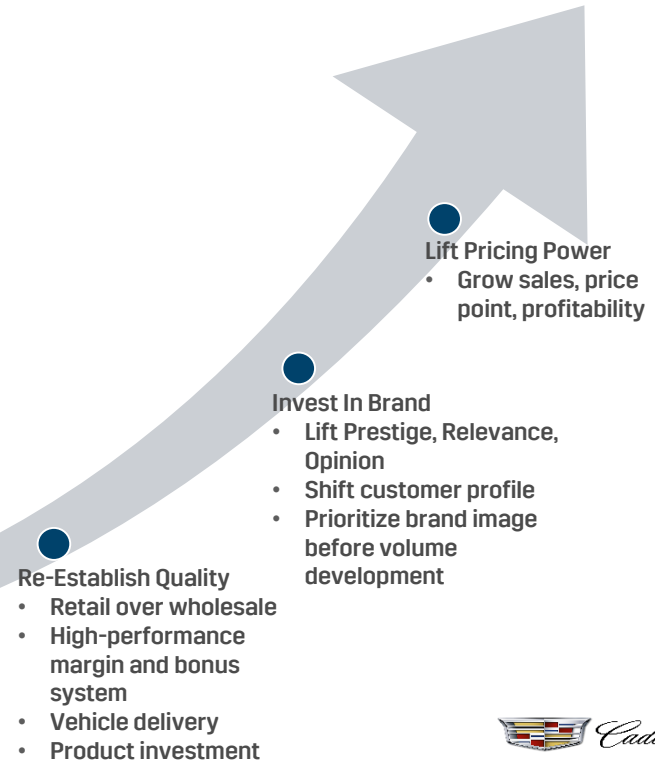 Lift Pricing Power
• Grow sales, price
point, profitability
Invest In Brand
• Lift Prestige, Relevance,
Opinion
• Shift customer profile
• Prioritize brand image
before volume
development
Re-Establish Quality
• Retail over wholesale
• High-performance
margin and bonus
system
• Vehicle delivery
• Product investment